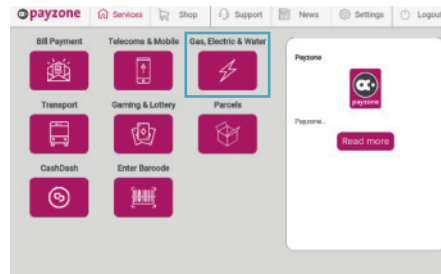 payzone Services Shop Support News Settings Logout
Bill Payment Telecoms & Mobile Gas, Electric & Water
Transport Gaming & Lottery Parcels
CashDash Enter Barcode
Payzone
payzone
Payzone...
Read more